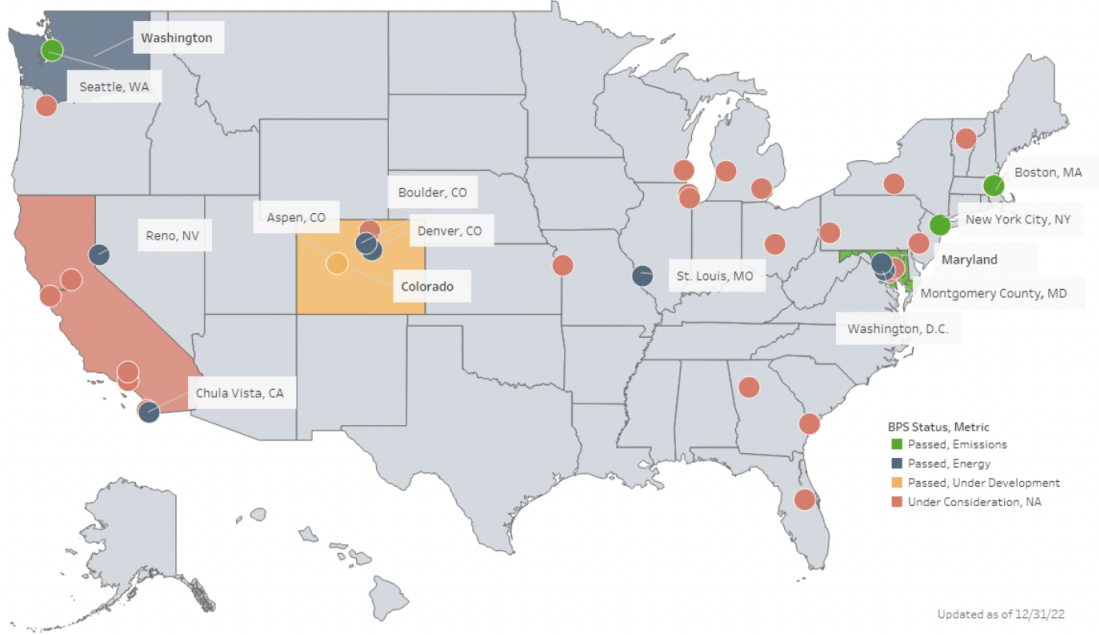 Washington
Seattle, WA
Boston, MA
Boulder, CO
Aspen, CO
New York City, NY
Reno, NV
Denver, CO
Maryland
St. Louis, MO
Colorado
Montgomery County, MD
Washington, D.C.
Chula Vista, CA
BPS Status, Metric
Passed, Emissions
Passed, Energy
Passed, Under Development
Under Consideration, NA
Updated as of 12/31/22